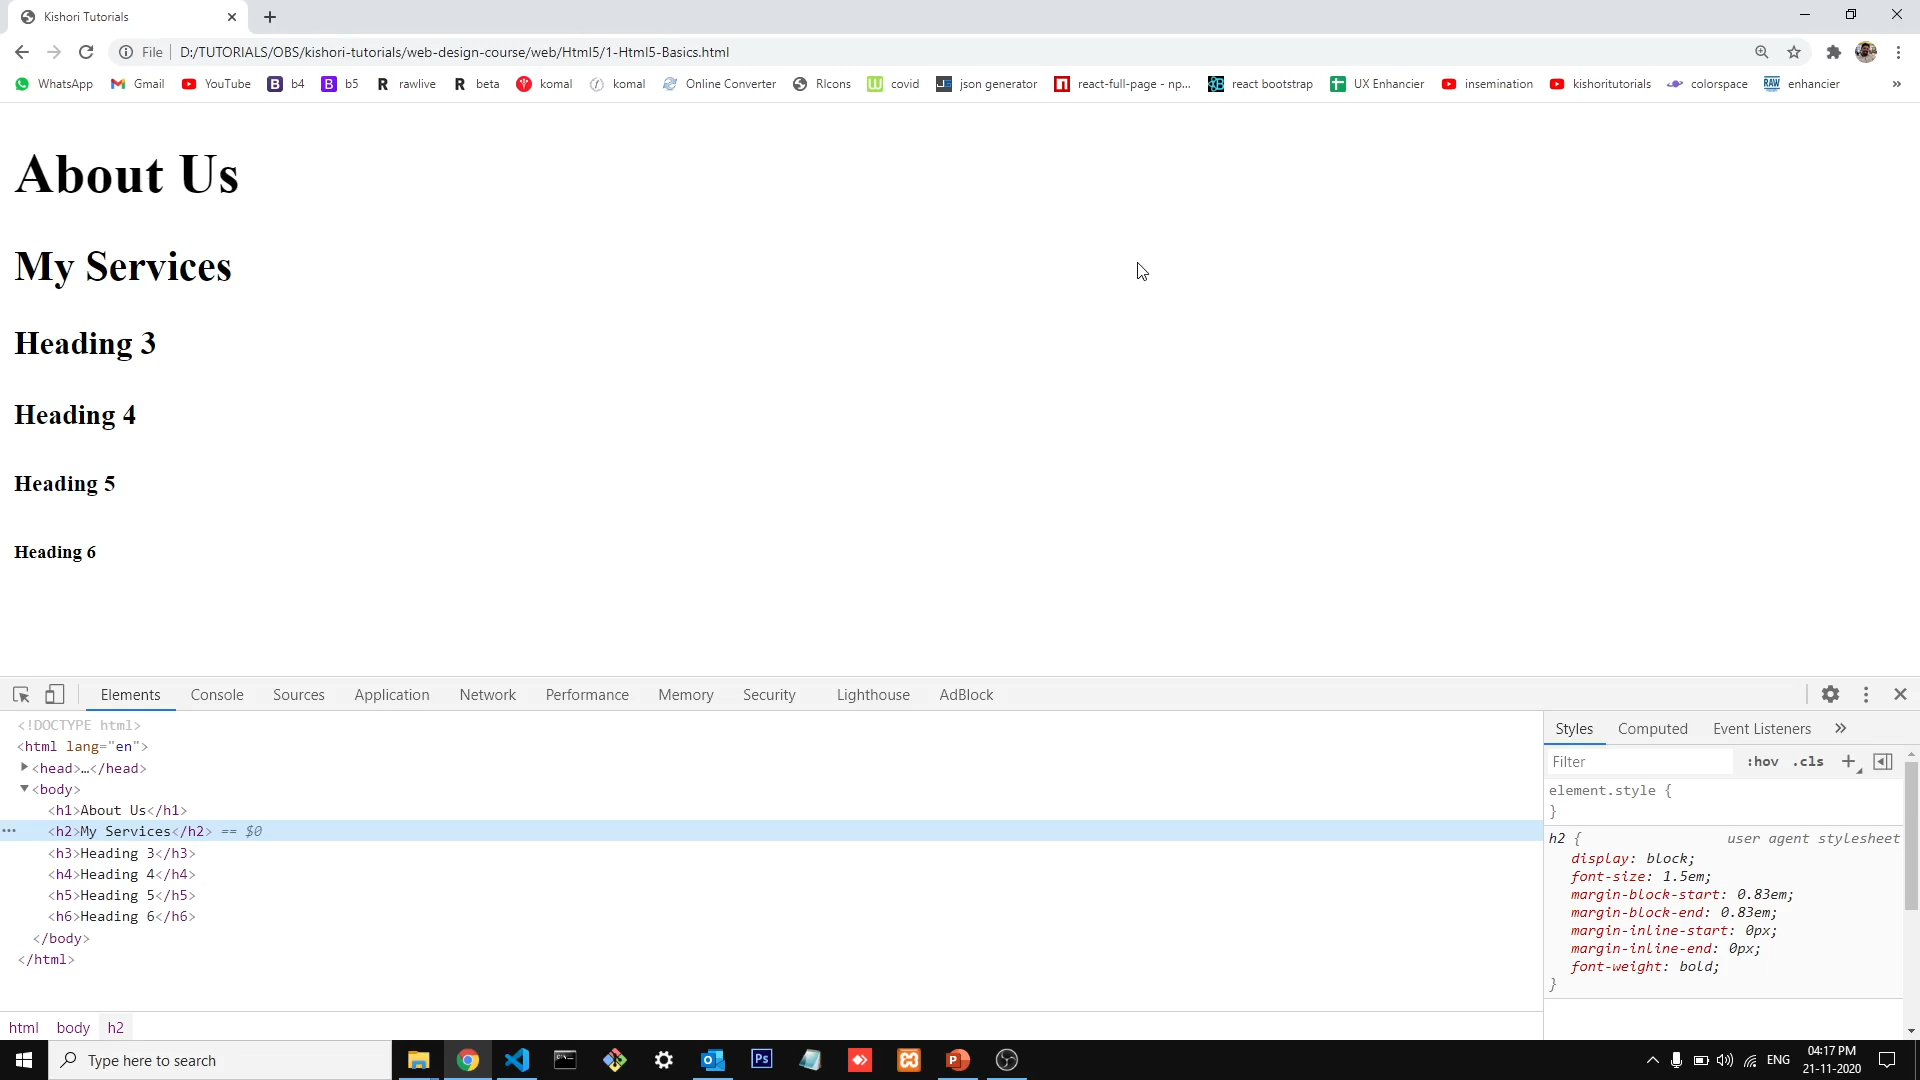 Kishori Tutorials
File D:/TUTORIALS/OBS/kishori-tutorials/web-design-course/web/Html5/1-Html5-Basics.html
WhatsApp Gmail YouTube b4 b5 rawlive beta komal komal Online Converter RIcons covid json generator react-full-page - np... react bootstrap UX Enhancier insemination kishoritutorials colorspace enhancier »
About Us
My Services
Heading 3
Heading 4
Heading 5
Heading 6
Elements Console Sources Application Network Performance Memory Security Lighthouse AdBlock
<!DOCTYPE html>
<html lang="en">
<head>…</head>
<body>
<h1>About Us</h1>
<h2>My Services</h2> == $0
<h3>Heading 3</h3>
<h4>Heading 4</h4>
<h5>Heading 5</h5>
<h6>Heading 6</h6>
</body>
</html>
html body h2
Styles Computed Event Listeners »
Filter :hov .cls +
element.style {
}
h2 { user agent stylesheet
display: block;
font-size: 1.5em;
margin-block-start: 0.83em;
margin-block-end: 0.83em;
margin-inline-start: 0px;
margin-inline-end: 0px;
font-weight: bold;
}
Type here to search
ENG
04:17 PM
21-11-2020